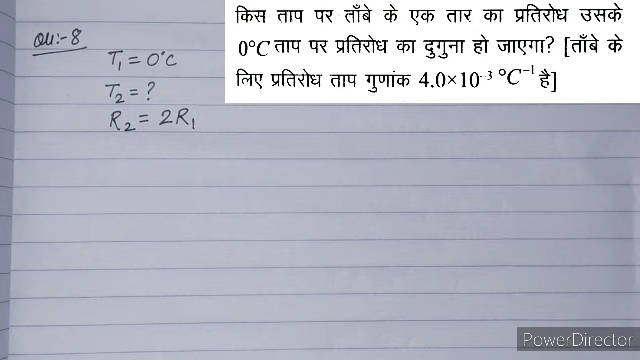 किस ताप पर ताँबे के एक तार का प्रतिरोध उसके
0°C ताप पर प्रतिरोध का दुगुना हो जाएगा? [ताँबे के
लिए प्रतिरोध ताप गुणांक 4.0×10⁻³ °C⁻¹ है]
QU:-8
T₁ = 0°C
T₂ = ?
R₂ = 2R₁
PowerDirector